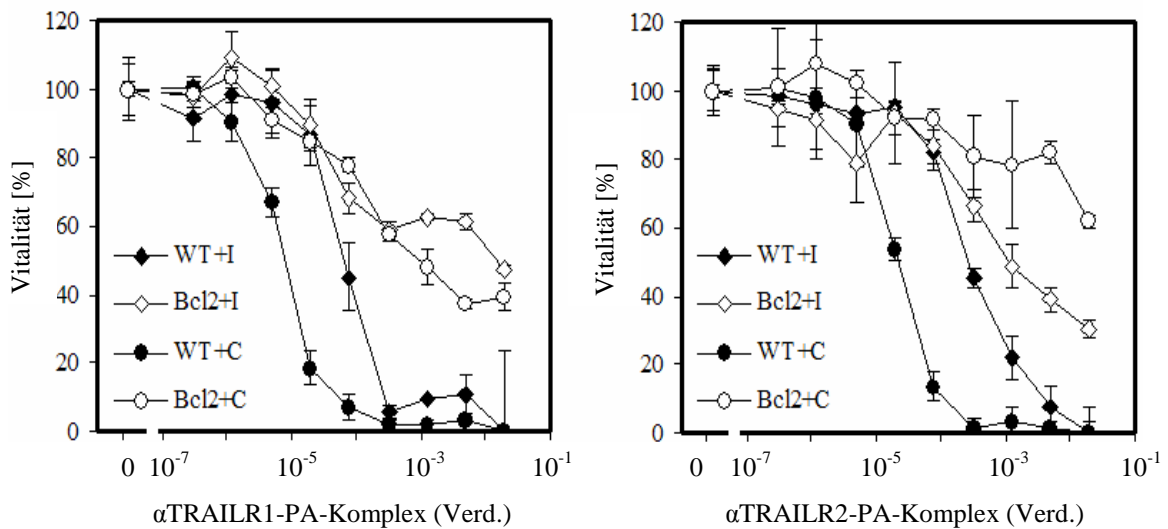 120
100
80
60
40
20
0
Vitalität [%]
WT+I
Bcl2+I
WT+C
Bcl2+C
0 10⁻⁷ 10⁻⁵ 10⁻³ 10⁻¹
αTRAILR1-PA-Komplex (Verd.)
120
100
80
60
40
20
0
Vitalität [%]
WT+I
Bcl2+I
WT+C
Bcl2+C
0 10⁻⁷ 10⁻⁵ 10⁻³ 10⁻¹
αTRAILR2-PA-Komplex (Verd.)